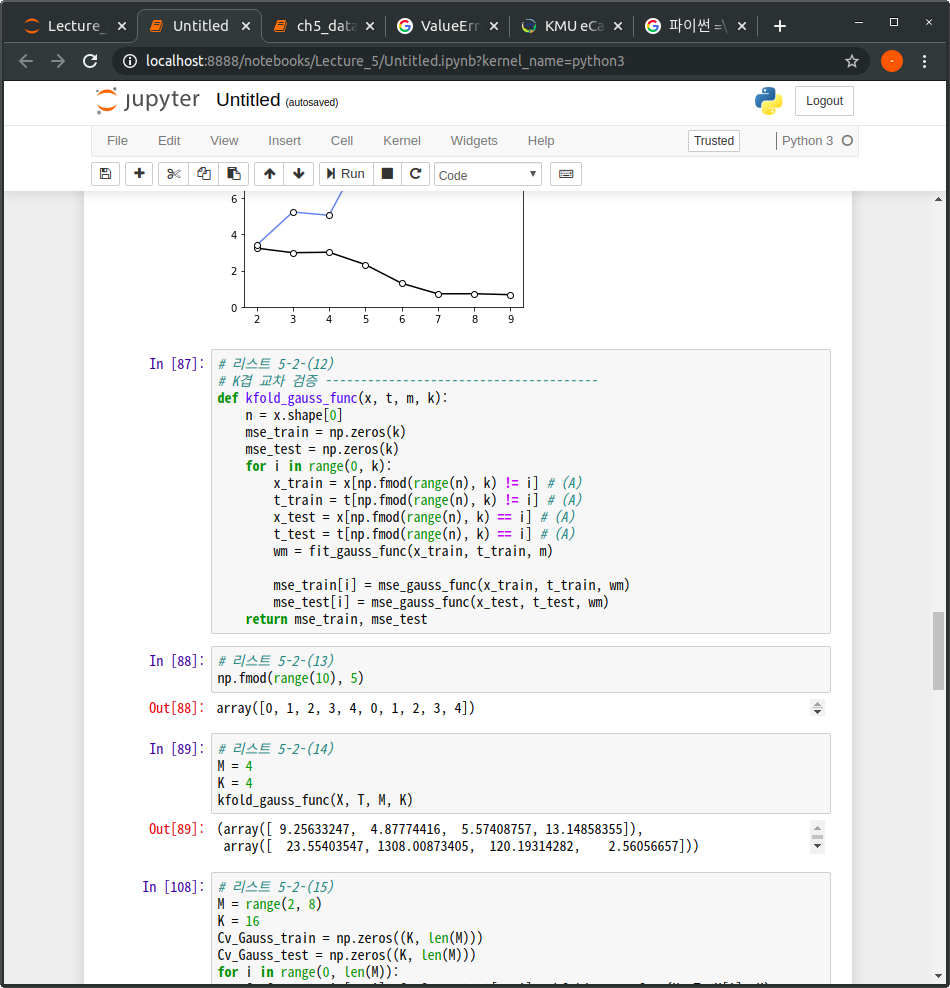 Lecture_
Untitled
ch5_data
ValueErr
KMU eCa
파이썬 =\
localhost:8888/notebooks/Lecture_5/Untitled.ipynb?kernel_name=python3
jupyter Untitled (autosaved)
Logout
File Edit View Insert Cell Kernel Widgets Help
Trusted
Python 3
Run
Code
6
4
2
0
2 3 4 5 6 7 8 9
In [87]:
# 리스트 5-2-(12)
# K겹 교차 검증 ---------------------------------------
def kfold_gauss_func(x, t, m, k):
    n = x.shape[0]
    mse_train = np.zeros(k)
    mse_test = np.zeros(k)
    for i in range(0, k):
        x_train = x[np.fmod(range(n), k) != i] # (A)
        t_train = t[np.fmod(range(n), k) != i] # (A)
        x_test = x[np.fmod(range(n), k) == i] # (A)
        t_test = t[np.fmod(range(n), k) == i] # (A)
        wm = fit_gauss_func(x_train, t_train, m)
        mse_train[i] = mse_gauss_func(x_train, t_train, wm)
        mse_test[i] = mse_gauss_func(x_test, t_test, wm)
    return mse_train, mse_test
In [88]:
# 리스트 5-2-(13)
np.fmod(range(10), 5)
Out[88]: array([0, 1, 2, 3, 4, 0, 1, 2, 3, 4])
In [89]:
# 리스트 5-2-(14)
M = 4
K = 4
kfold_gauss_func(X, T, M, K)
Out[89]: (array([ 9.25633247,  4.87774416,  5.57408757, 13.14858355]),
 array([  23.55403547, 1308.00873405,  120.19314282,    2.56056657]))
In [108]:
# 리스트 5-2-(15)
M = range(2, 8)
K = 16
Cv_Gauss_train = np.zeros((K, len(M)))
Cv_Gauss_test = np.zeros((K, len(M)))
for i in range(0, len(M)):